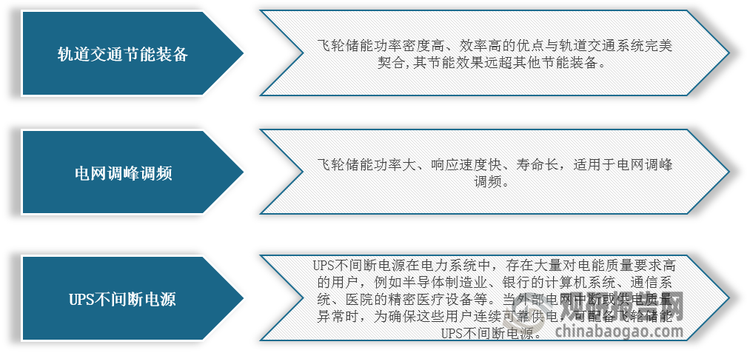 轨道交通节能装备
飞轮储能功率密度高、效率高的优点与轨道交通系统完美
契合,其节能效果远超其他节能装备。
电网调峰调频
飞轮储能功率大、响应速度快、寿命长，适用于电网调峰
调频。
UPS不间断电源
UPS不间断电源在电力系统中，存在大量对电能质量要求高
的用户，例如半导体制造业、银行的计算机系统、通信系
统、医院的精密医疗设备等。当外部电网中断或供电质量
异常时，为确保这些用户连续可靠供电，可配备飞轮储能
UPS不间断电源。
观研报告网
chinabaogao.com